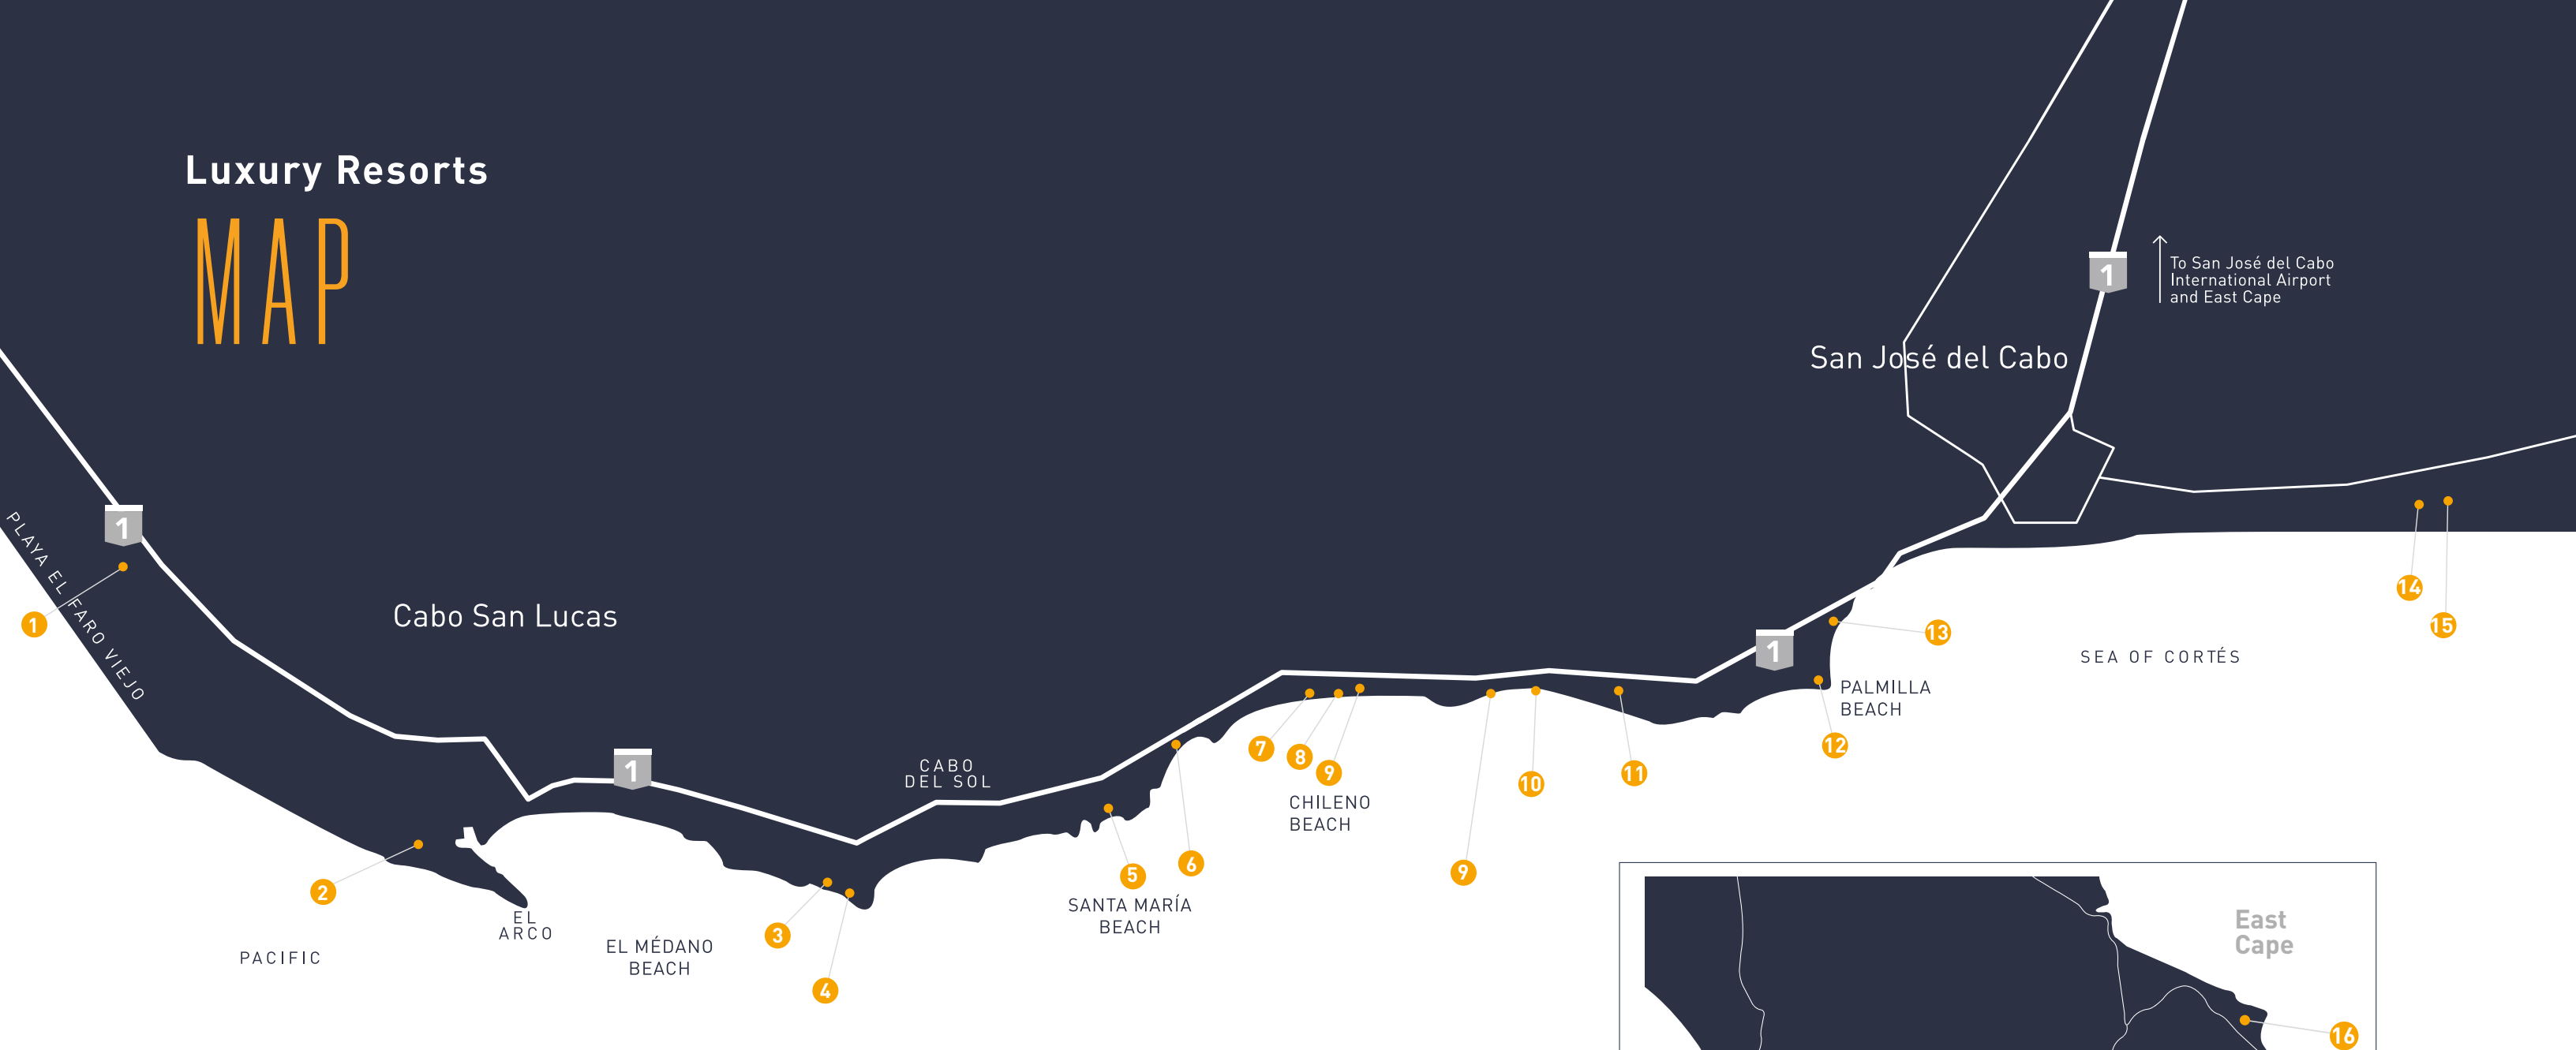 Luxury Resorts
MAP
1
To San José del Cabo
International Airport
and East Cape
San José del Cabo
1
PLAYA EL FARO VIEJO
1
Cabo San Lucas
14
15
13
1
SEA OF CORTÉS
PALMILLA
BEACH
12
7
8
9
11
10
CABO
DEL SOL
1
CHILENO
BEACH
6
5
9
2
SANTA MARÍA
BEACH
EL
ARCO
3
EL MÉDANO
BEACH
PACIFIC
4
East
Cape
16